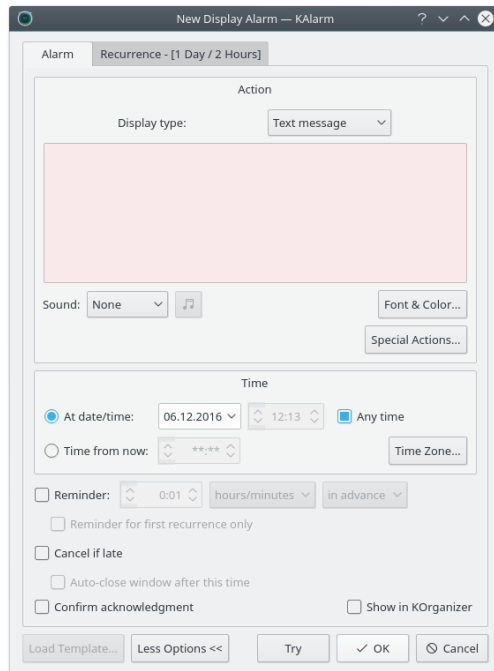 New Display Alarm — KAlarm
Alarm
Recurrence - [1 Day / 2 Hours]
Action
Display type: Text message
Sound: None
Font & Color...
Special Actions...
Time
At date/time: 06.12.2016 12:13 Any time
Time from now: **:** Time Zone...
Reminder: 0:01 hours/minutes in advance
Reminder for first recurrence only
Cancel if late
Auto-close window after this time
Confirm acknowledgment Show in KOrganizer
Load Template... Less Options << Try OK Cancel